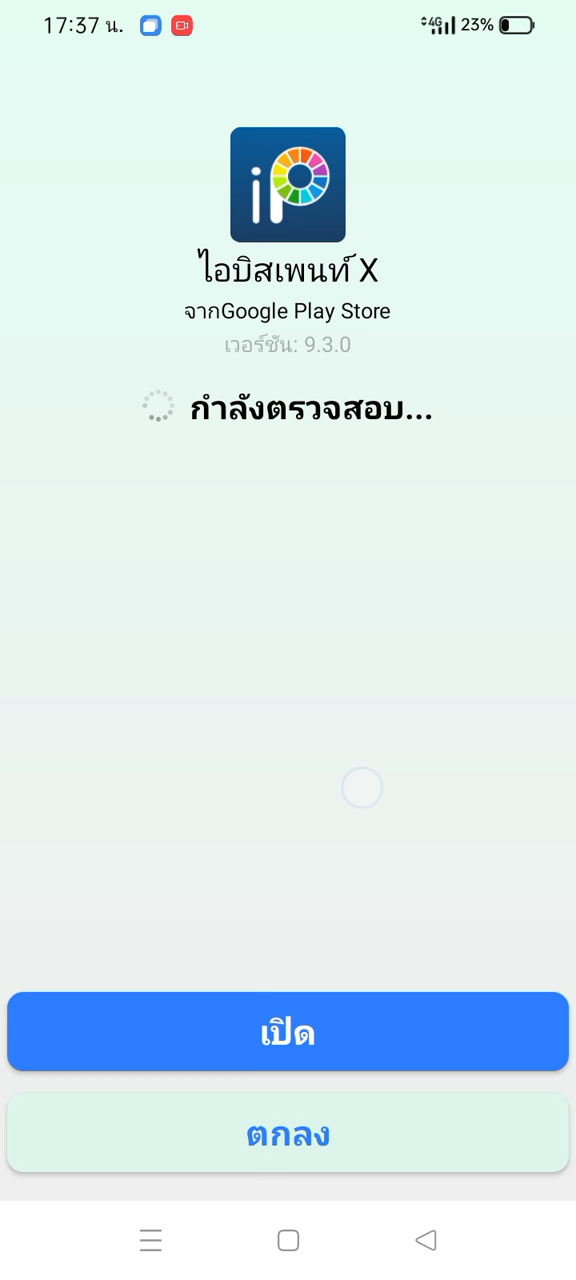 17:37 น.
4G 23%
iP
ไอบิสเพนท์ X
จากGoogle Play Store
เวอร์ชัน: 9.3.0
กำลังตรวจสอบ...
เปิด
ตกลง